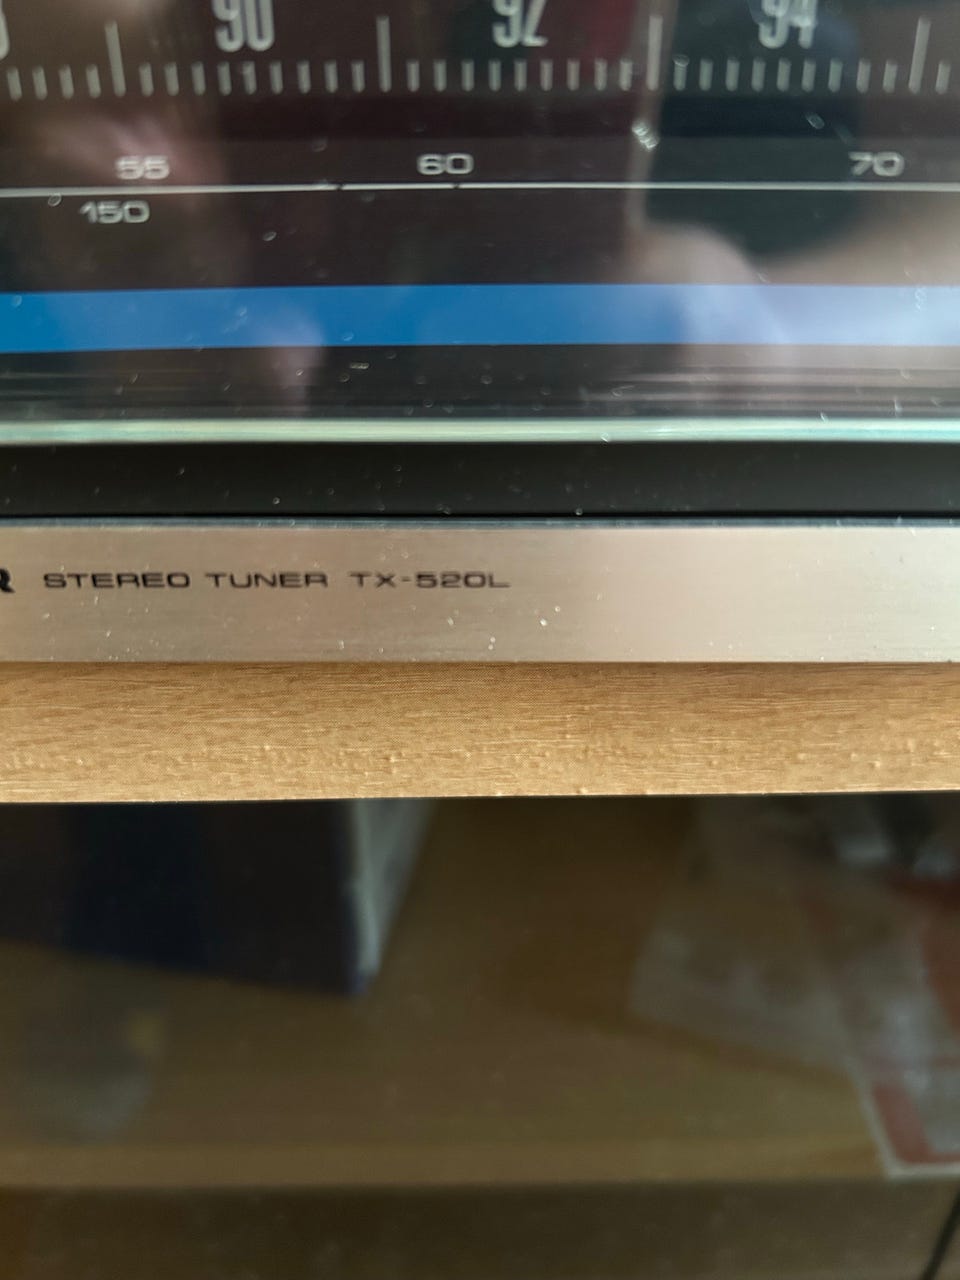 90 92 94
55 60 70
150
R STEREO TUNER TX-520L